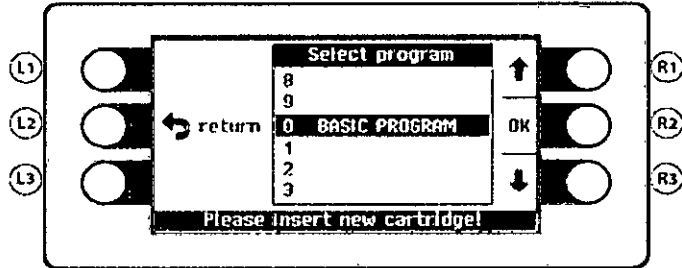 Select program
L1
R1
8
9
L2
return
0 BASIC PROGRAM
OK
R2
1
2
L3
3
R3
Please insert new cartridge!